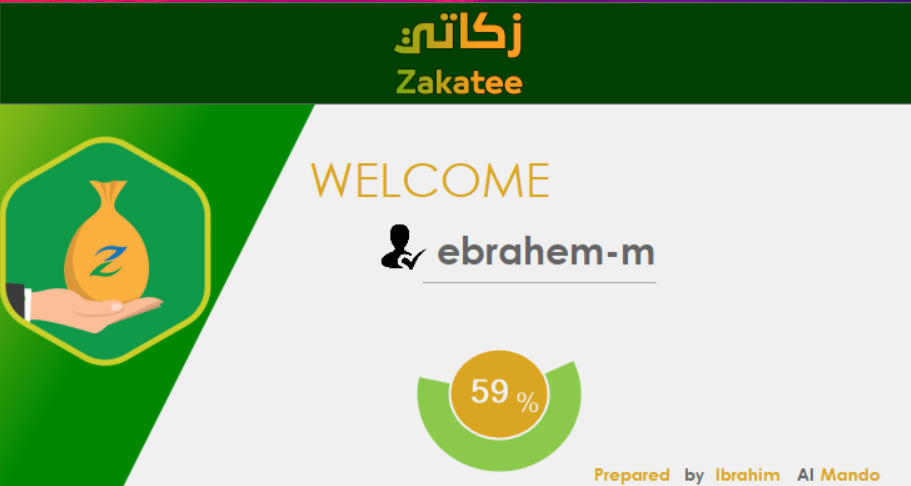 زكاتي
Zakatee
WELCOME
ebrahem-m
59 %
Prepared by Ibrahim Al Mando